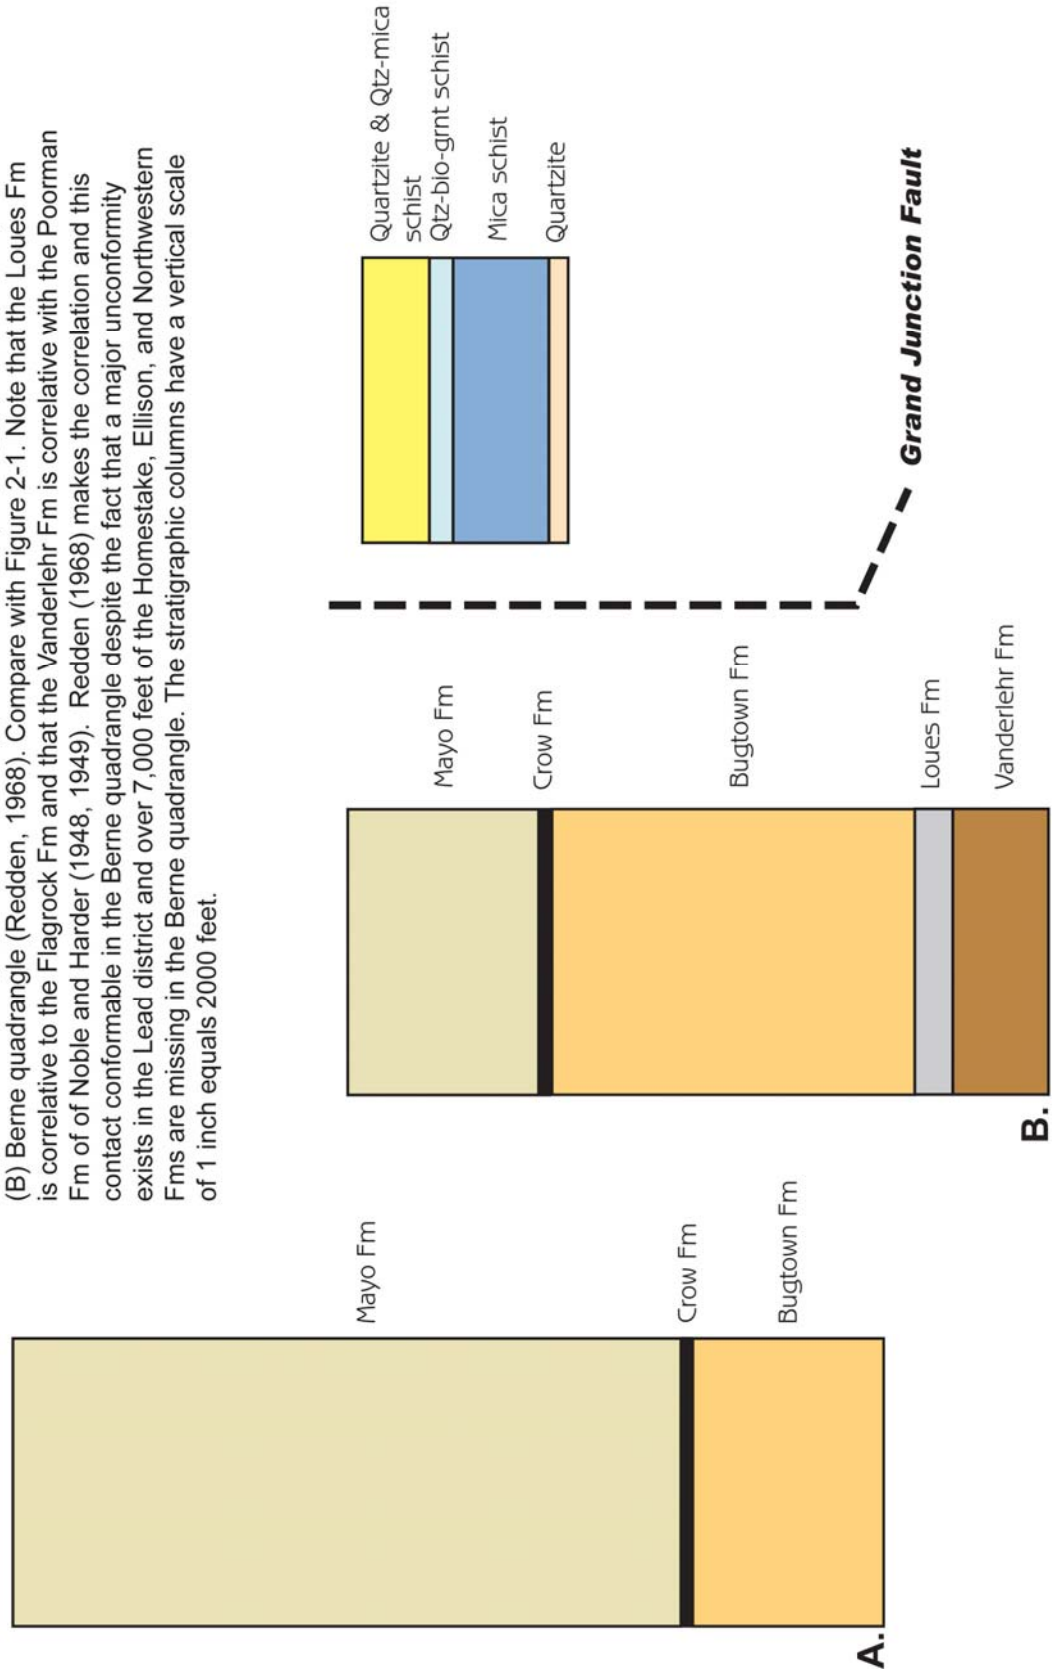 (B) Berne quadrangle (Redden, 1968). Compare with Figure 2-1. Note that the Loues Fm
is correlative to the Flagrock Fm and that the Vanderlehr Fm is correlative with the Poorman
Fm of of Noble and Harder (1948, 1949).  Redden (1968) makes the correlation and this
contact conformable in the Berne quadrangle despite the fact that a major unconformity
exists in the Lead district and over 7,000 feet of the Homestake, Ellison, and Northwestern
Fms are missing in the Berne quadrangle. The stratigraphic columns have a vertical scale
of 1 inch equals 2000 feet.
Mayo Fm
Crow Fm
Bugtown Fm
A.
Mayo Fm
Crow Fm
Bugtown Fm
Loues Fm
Vanderlehr Fm
B.
Quartzite & Qtz-mica
schist
Qtz-bio-grnt schist
Mica schist
Quartzite
Grand Junction Fault